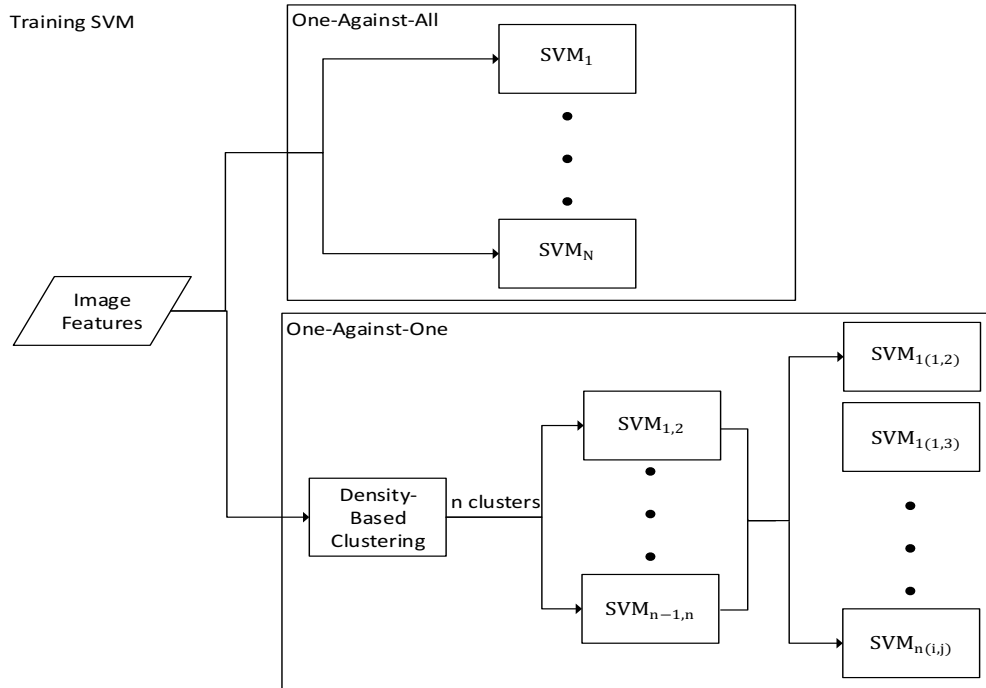 Training SVM
One-Against-All
SVM₁
SVM_N
Image
Features
One-Against-One
Density-
Based
Clustering
n clusters
SVM₁,₂
SVMₙ₋₁,ₙ
SVM₁₍₁,₂₎
SVM₁₍₁,₃₎
SVMₙ₍ᵢ,ⱼ₎